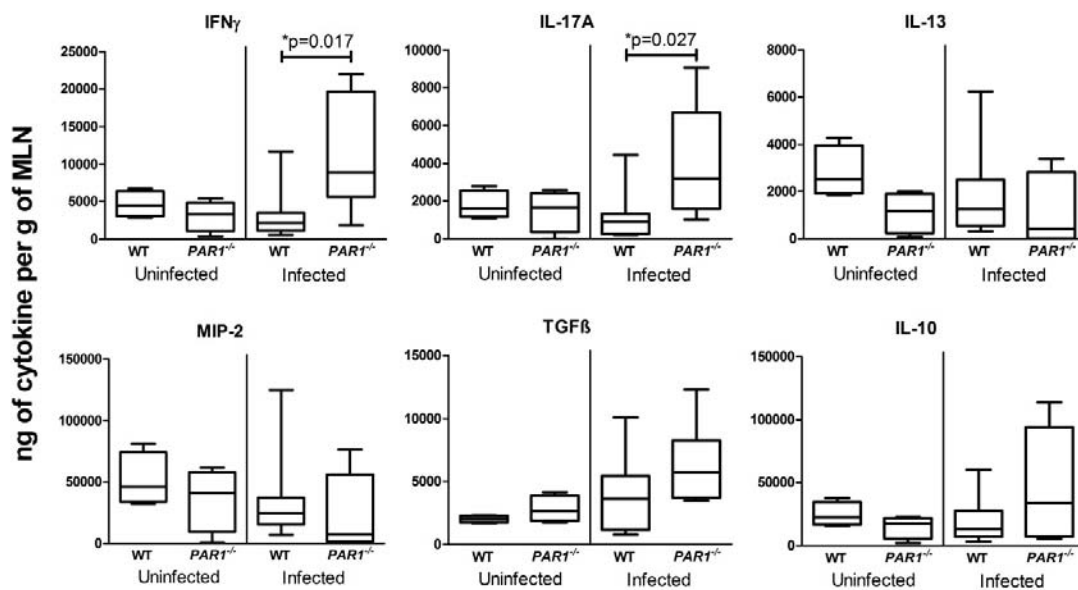 ng of cytokine per g of MLN
IFNγ
25000
20000
15000
10000
5000
0
*p=0.017
WT PAR1-/- WT PAR1-/-
Uninfected Infected
IL-17A
10000
8000
6000
4000
2000
0
*p=0.027
WT PAR1-/- WT PAR1-/-
Uninfected Infected
IL-13
8000
6000
4000
2000
0
WT PAR1-/- WT PAR1-/-
Uninfected Infected
MIP-2
150000
100000
50000
0
WT PAR1-/- WT PAR1-/-
Uninfected Infected
TGFß
15000
10000
5000
0
WT PAR1-/- WT PAR1-/-
Uninfected Infected
IL-10
150000
100000
50000
0
WT PAR1-/- WT PAR1-/-
Uninfected Infected